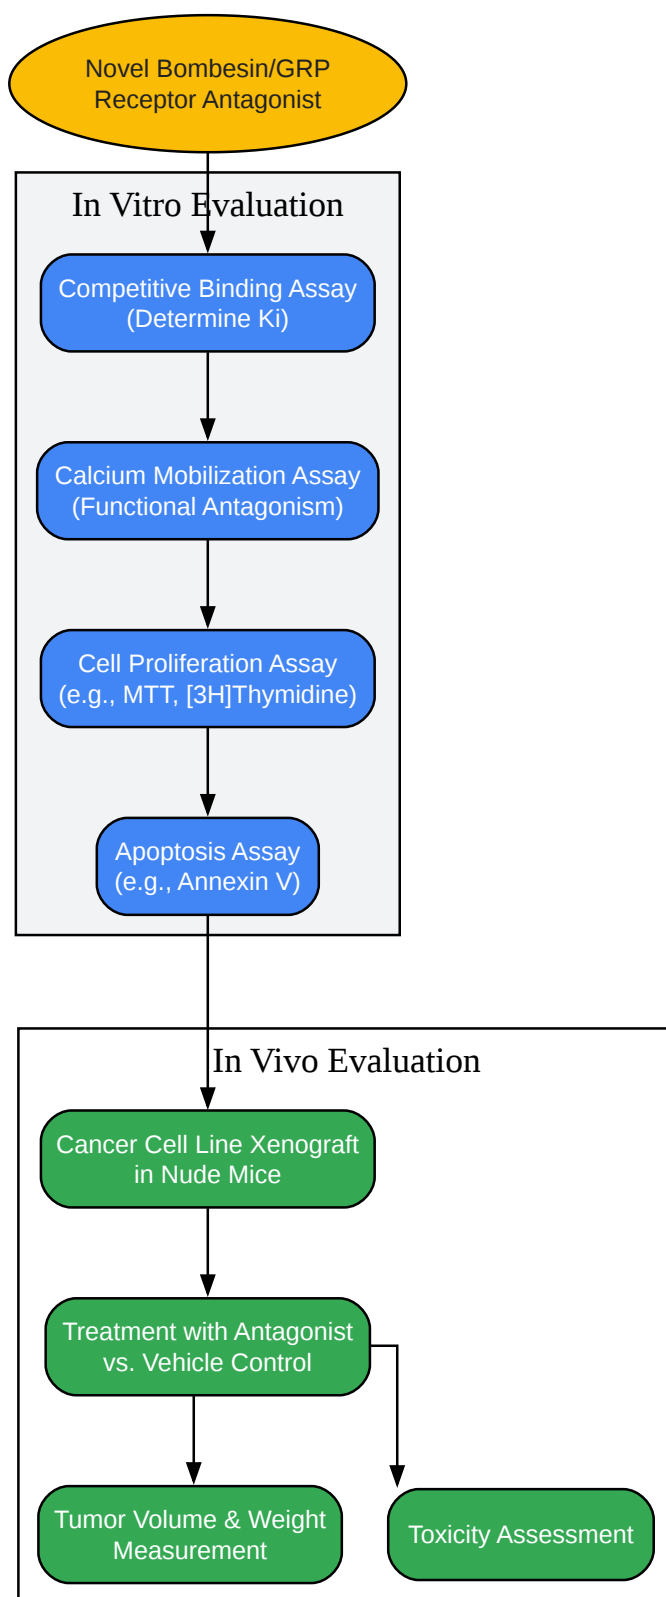 Novel Bombesin/GRP
Receptor Antagonist
In Vitro Evaluation
Competitive Binding Assay
(Determine Ki)
Calcium Mobilization Assay
(Functional Antagonism)
Cell Proliferation Assay
(e.g., MTT, [3H]Thymidine)
Apoptosis Assay
(e.g., Annexin V)
In Vivo Evaluation
Cancer Cell Line Xenograft
in Nude Mice
Treatment with Antagonist
vs. Vehicle Control
Tumor Volume & Weight
Measurement
Toxicity Assessment